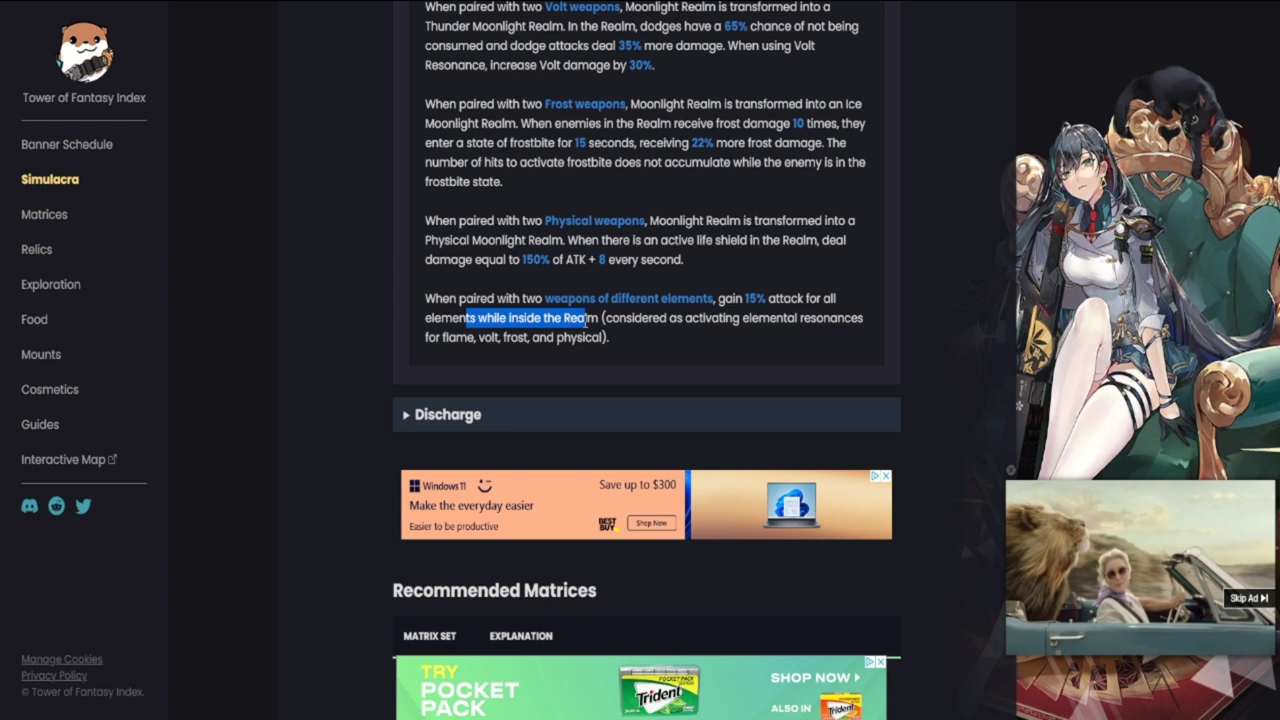 Tower of Fantasy Index
Banner Schedule
Simulacra
Matrices
Relics
Exploration
Food
Mounts
Cosmetics
Guides
Interactive Map
Manage Cookies
Privacy Policy
© Tower of Fantasy Index.
When paired with two Volt weapons, Moonlight Realm is transformed into a
Thunder Moonlight Realm. In the Realm, dodges have a 65% chance of not being
consumed and dodge attacks deal 35% more damage. When using Volt
Resonance, increase Volt damage by 30%.
When paired with two Frost weapons, Moonlight Realm is transformed into an Ice
Moonlight Realm. When enemies in the Realm receive frost damage 10 times, they
enter a state of frostbite for 15 seconds, receiving 22% more frost damage. The
number of hits to activate frostbite does not accumulate while the enemy is in the
frostbite state.
When paired with two Physical weapons, Moonlight Realm is transformed into a
Physical Moonlight Realm. When there is an active life shield in the Realm, deal
damage equal to 150% of ATK + 8 every second.
When paired with two weapons of different elements, gain 15% attack for all
elements while inside the Realm (considered as activating elemental resonances
for flame, volt, frost, and physical).
Discharge
Windows 11
Make the everyday easier
Easier to be productive
Save up to $300
BEST BUY
Shop Now
Recommended Matrices
MATRIX SET EXPLANATION
TRY
POCKET
PACK
POCKET PACK
Trident
SHOP NOW
ALSO IN
Trident
Skip Ad